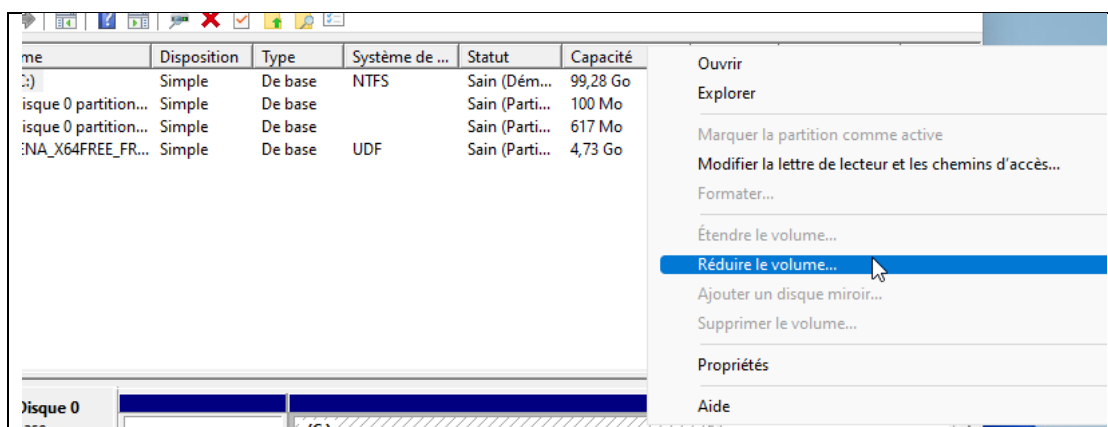 me Disposition Type Système de ... Statut Capacité
:) Simple De base NTFS Sain (Dém... 99,28 Go
isque 0 partition... Simple De base Sain (Parti... 100 Mo
isque 0 partition... Simple De base Sain (Parti... 617 Mo
ENA_X64FREE_FR... Simple De base UDF Sain (Parti... 4,73 Go
Ouvrir
Explorer
Marquer la partition comme active
Modifier la lettre de lecteur et les chemins d'accès...
Formater...
Étendre le volume...
Réduire le volume...
Ajouter un disque miroir...
Supprimer le volume...
Propriétés
Aide
Disque 0